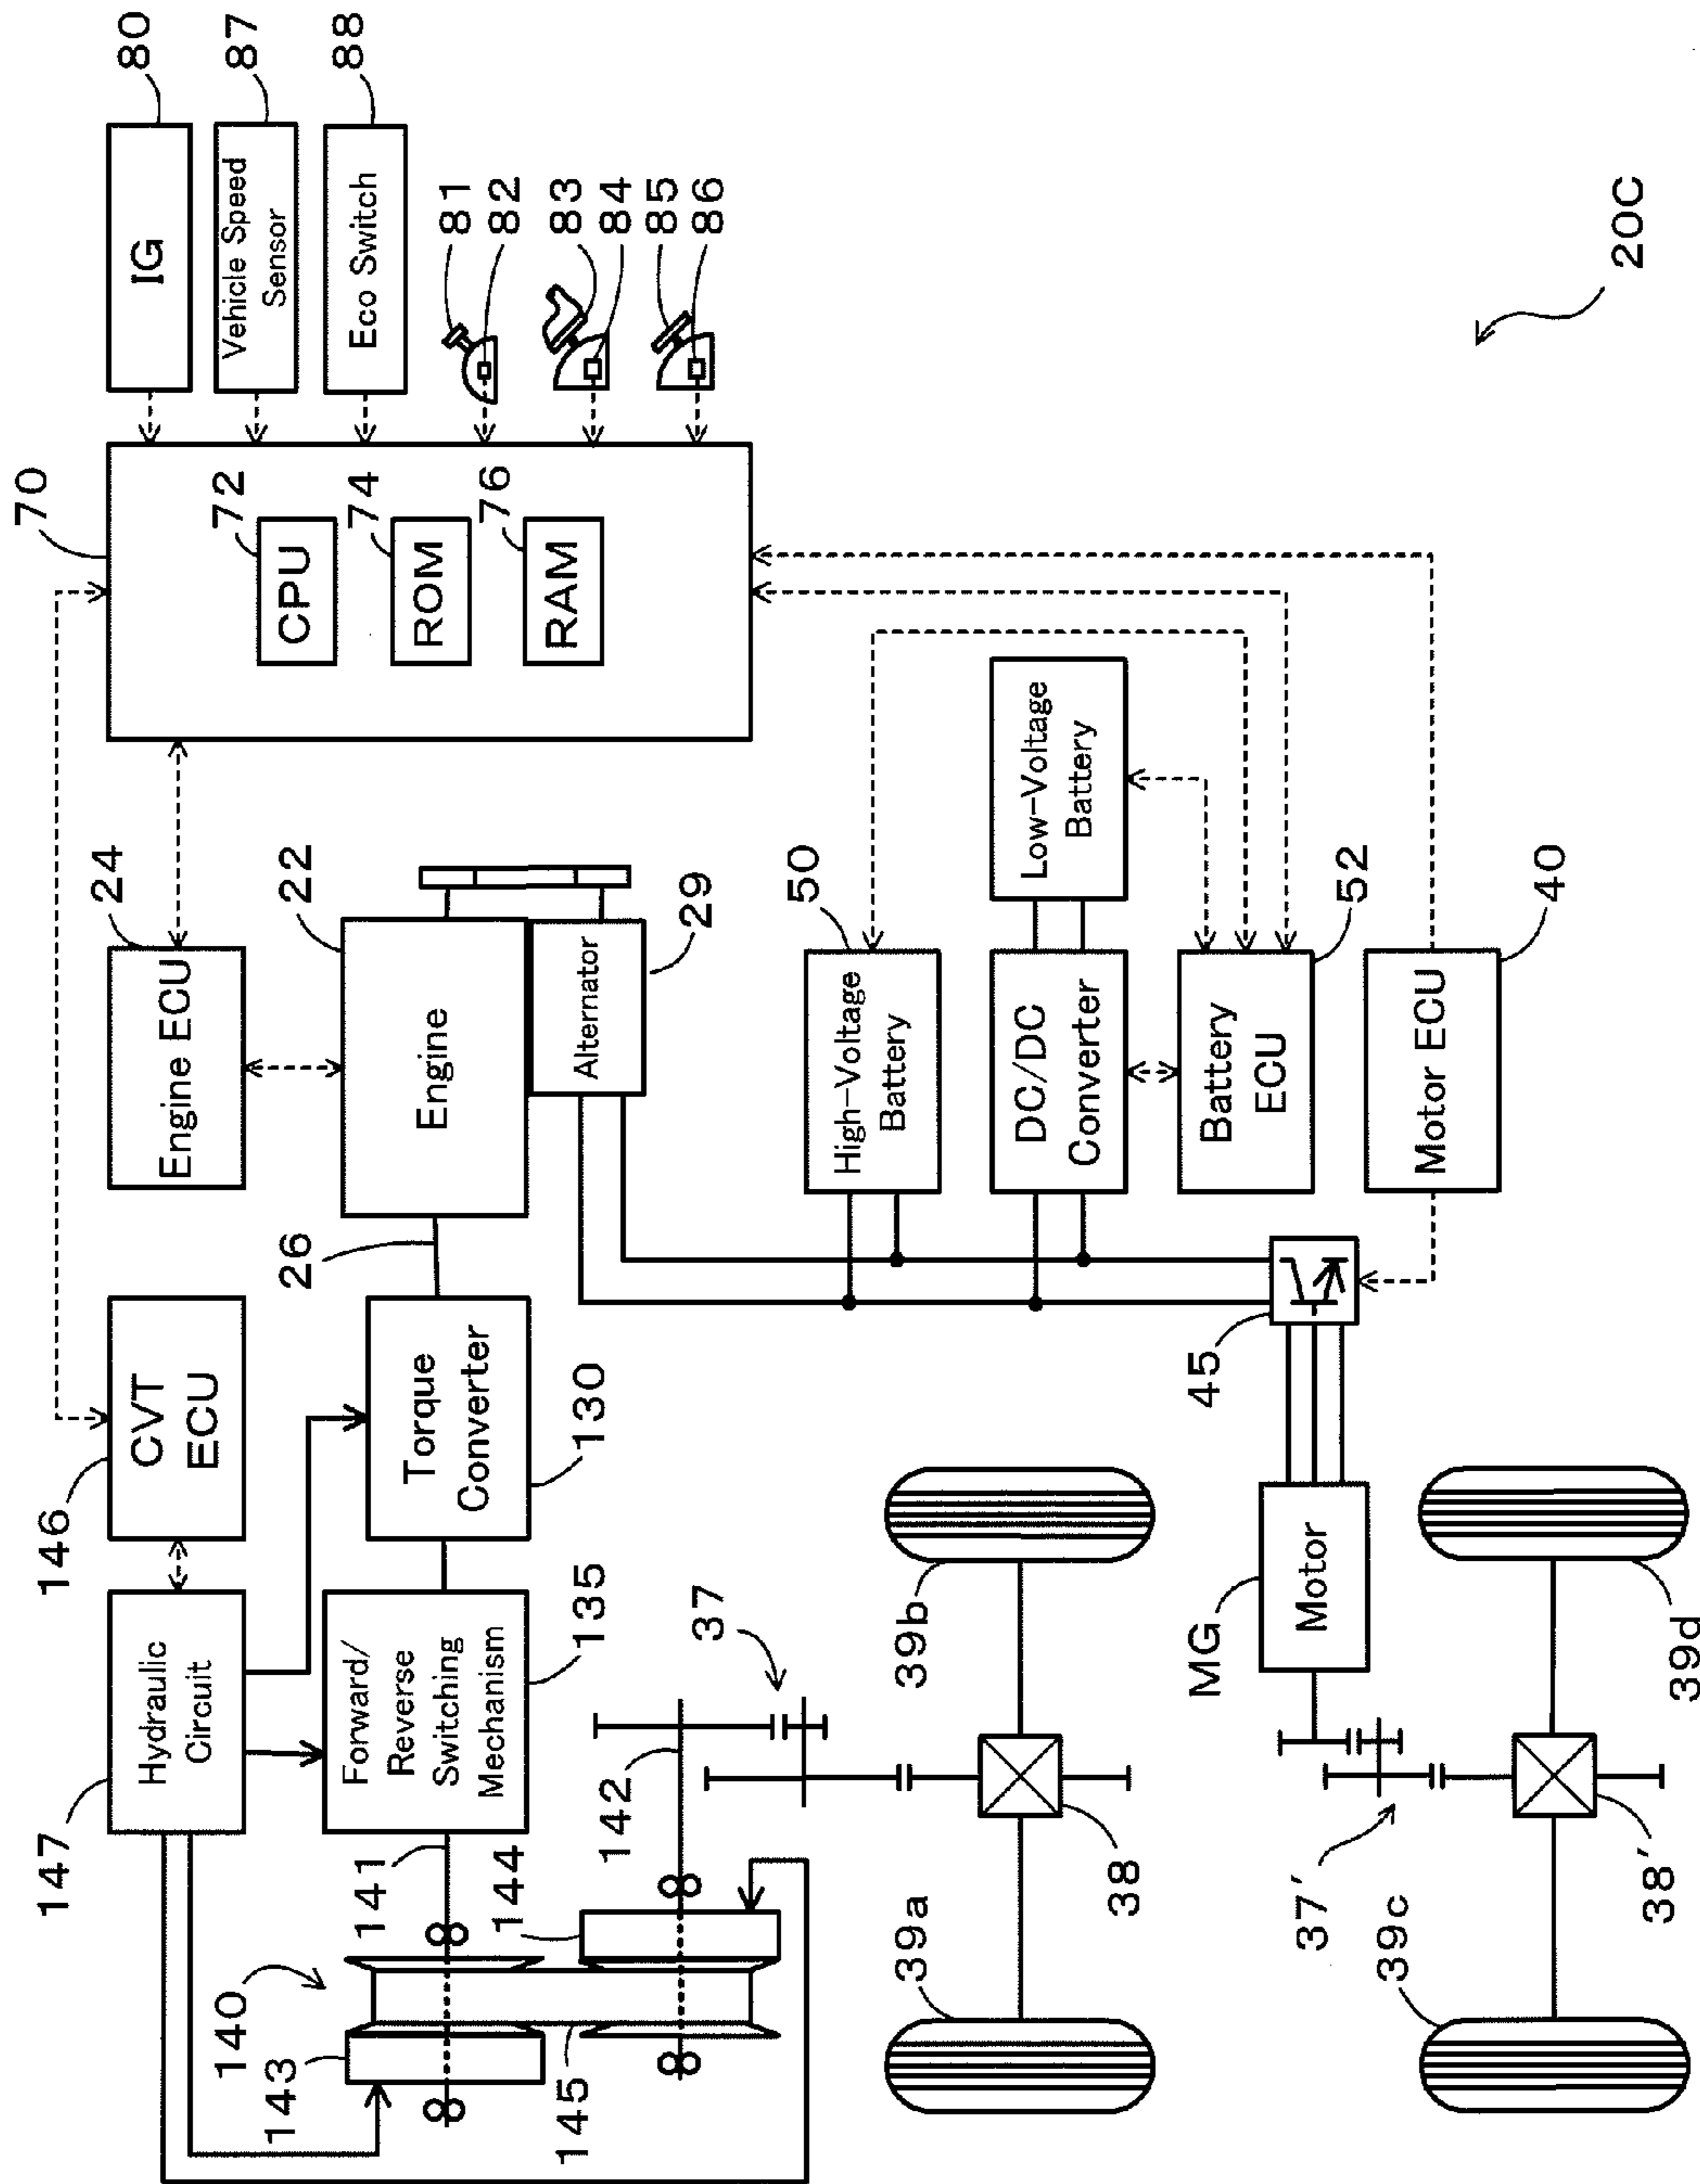 147
Hydraulic
Circuit
146
CVT
ECU
24
Engine ECU
70
72
CPU
74
ROM
76
RAM
IG
80
Vehicle Speed
Sensor
87
Eco Switch
88
81
82
83
84
85
86
140
143
141
144
145
142
Forward/
Reverse
Switching
Mechanism
135
Torque
Converter
130
26
Engine
22
Alternator
29
37
39a
39b
38
High-Voltage
Battery
50
DC/DC
Converter
Low-Voltage
Battery
Battery
ECU
52
Motor ECU
40
45
MG
Motor
37′
39c
38′
39d
20C